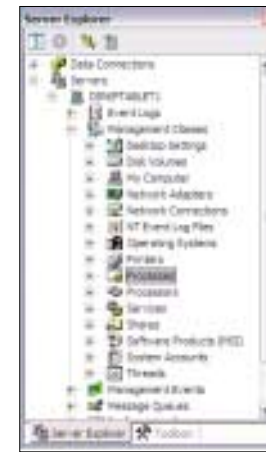 Server Explorer
Data Connections
Servers
Event Logs
Management Classes
Desktop Settings
Disk Volumes
My Computer
Network Adapters
Network Connections
NT Event Log Files
Operating Systems
Printers
Processes
Processors
Services
Shares
Software Products (MSI)
System Accounts
Threads
Management Events
Message Queues
Server Explorer
Toolbox